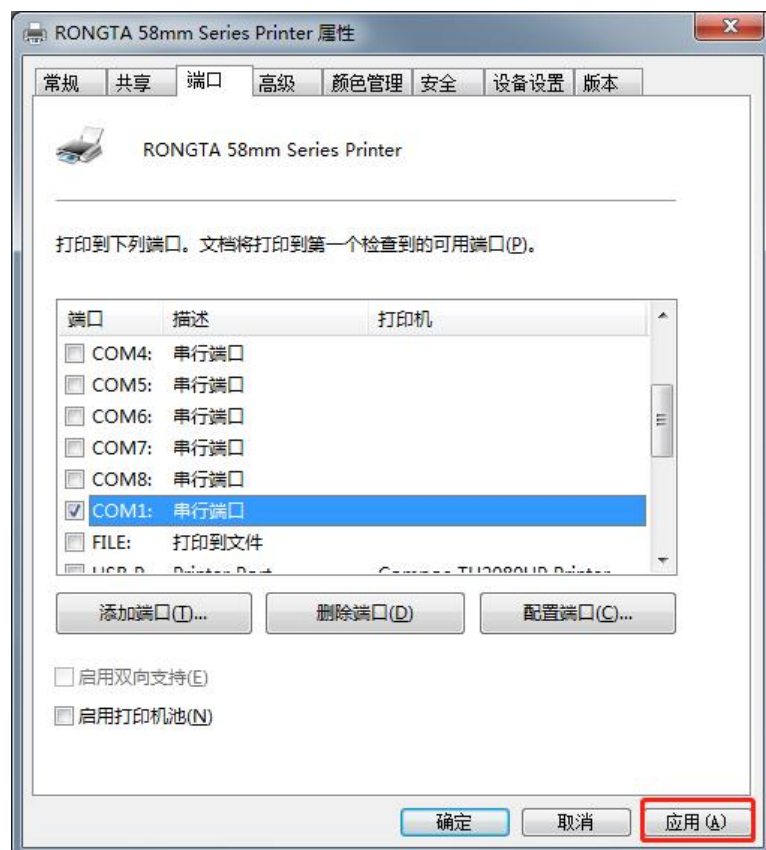 RONGTA 58mm Series Printer 属性
常规 共享 端口 高级 颜色管理 安全 设备设置 版本
RONGTA 58mm Series Printer
打印到下列端口。文档将打印到第一个检查到的可用端口(P)。
端口 描述 打印机
COM4: 串行端口
COM5: 串行端口
COM6: 串行端口
COM7: 串行端口
COM8: 串行端口
COM1: 串行端口
FILE: 打印到文件
添加端口(T)... 删除端口(D) 配置端口(C)...
启用双向支持(E)
启用打印机池(N)
确定 取消 应用(A)